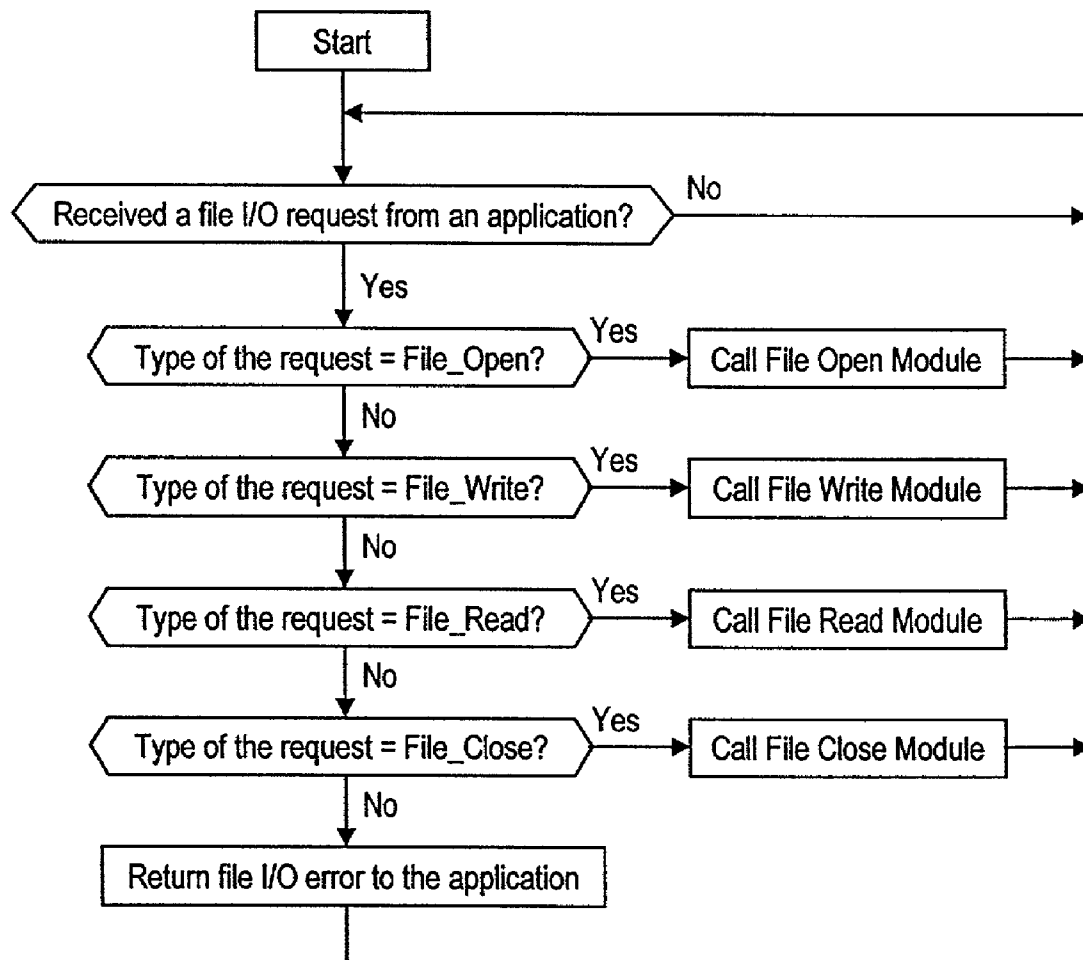 Start
Received a file I/O request from an application?
No
Yes
Type of the request = File_Open?
Yes
Call File Open Module
No
Type of the request = File_Write?
Yes
Call File Write Module
No
Type of the request = File_Read?
Yes
Call File Read Module
No
Type of the request = File_Close?
Yes
Call File Close Module
No
Return file I/O error to the application